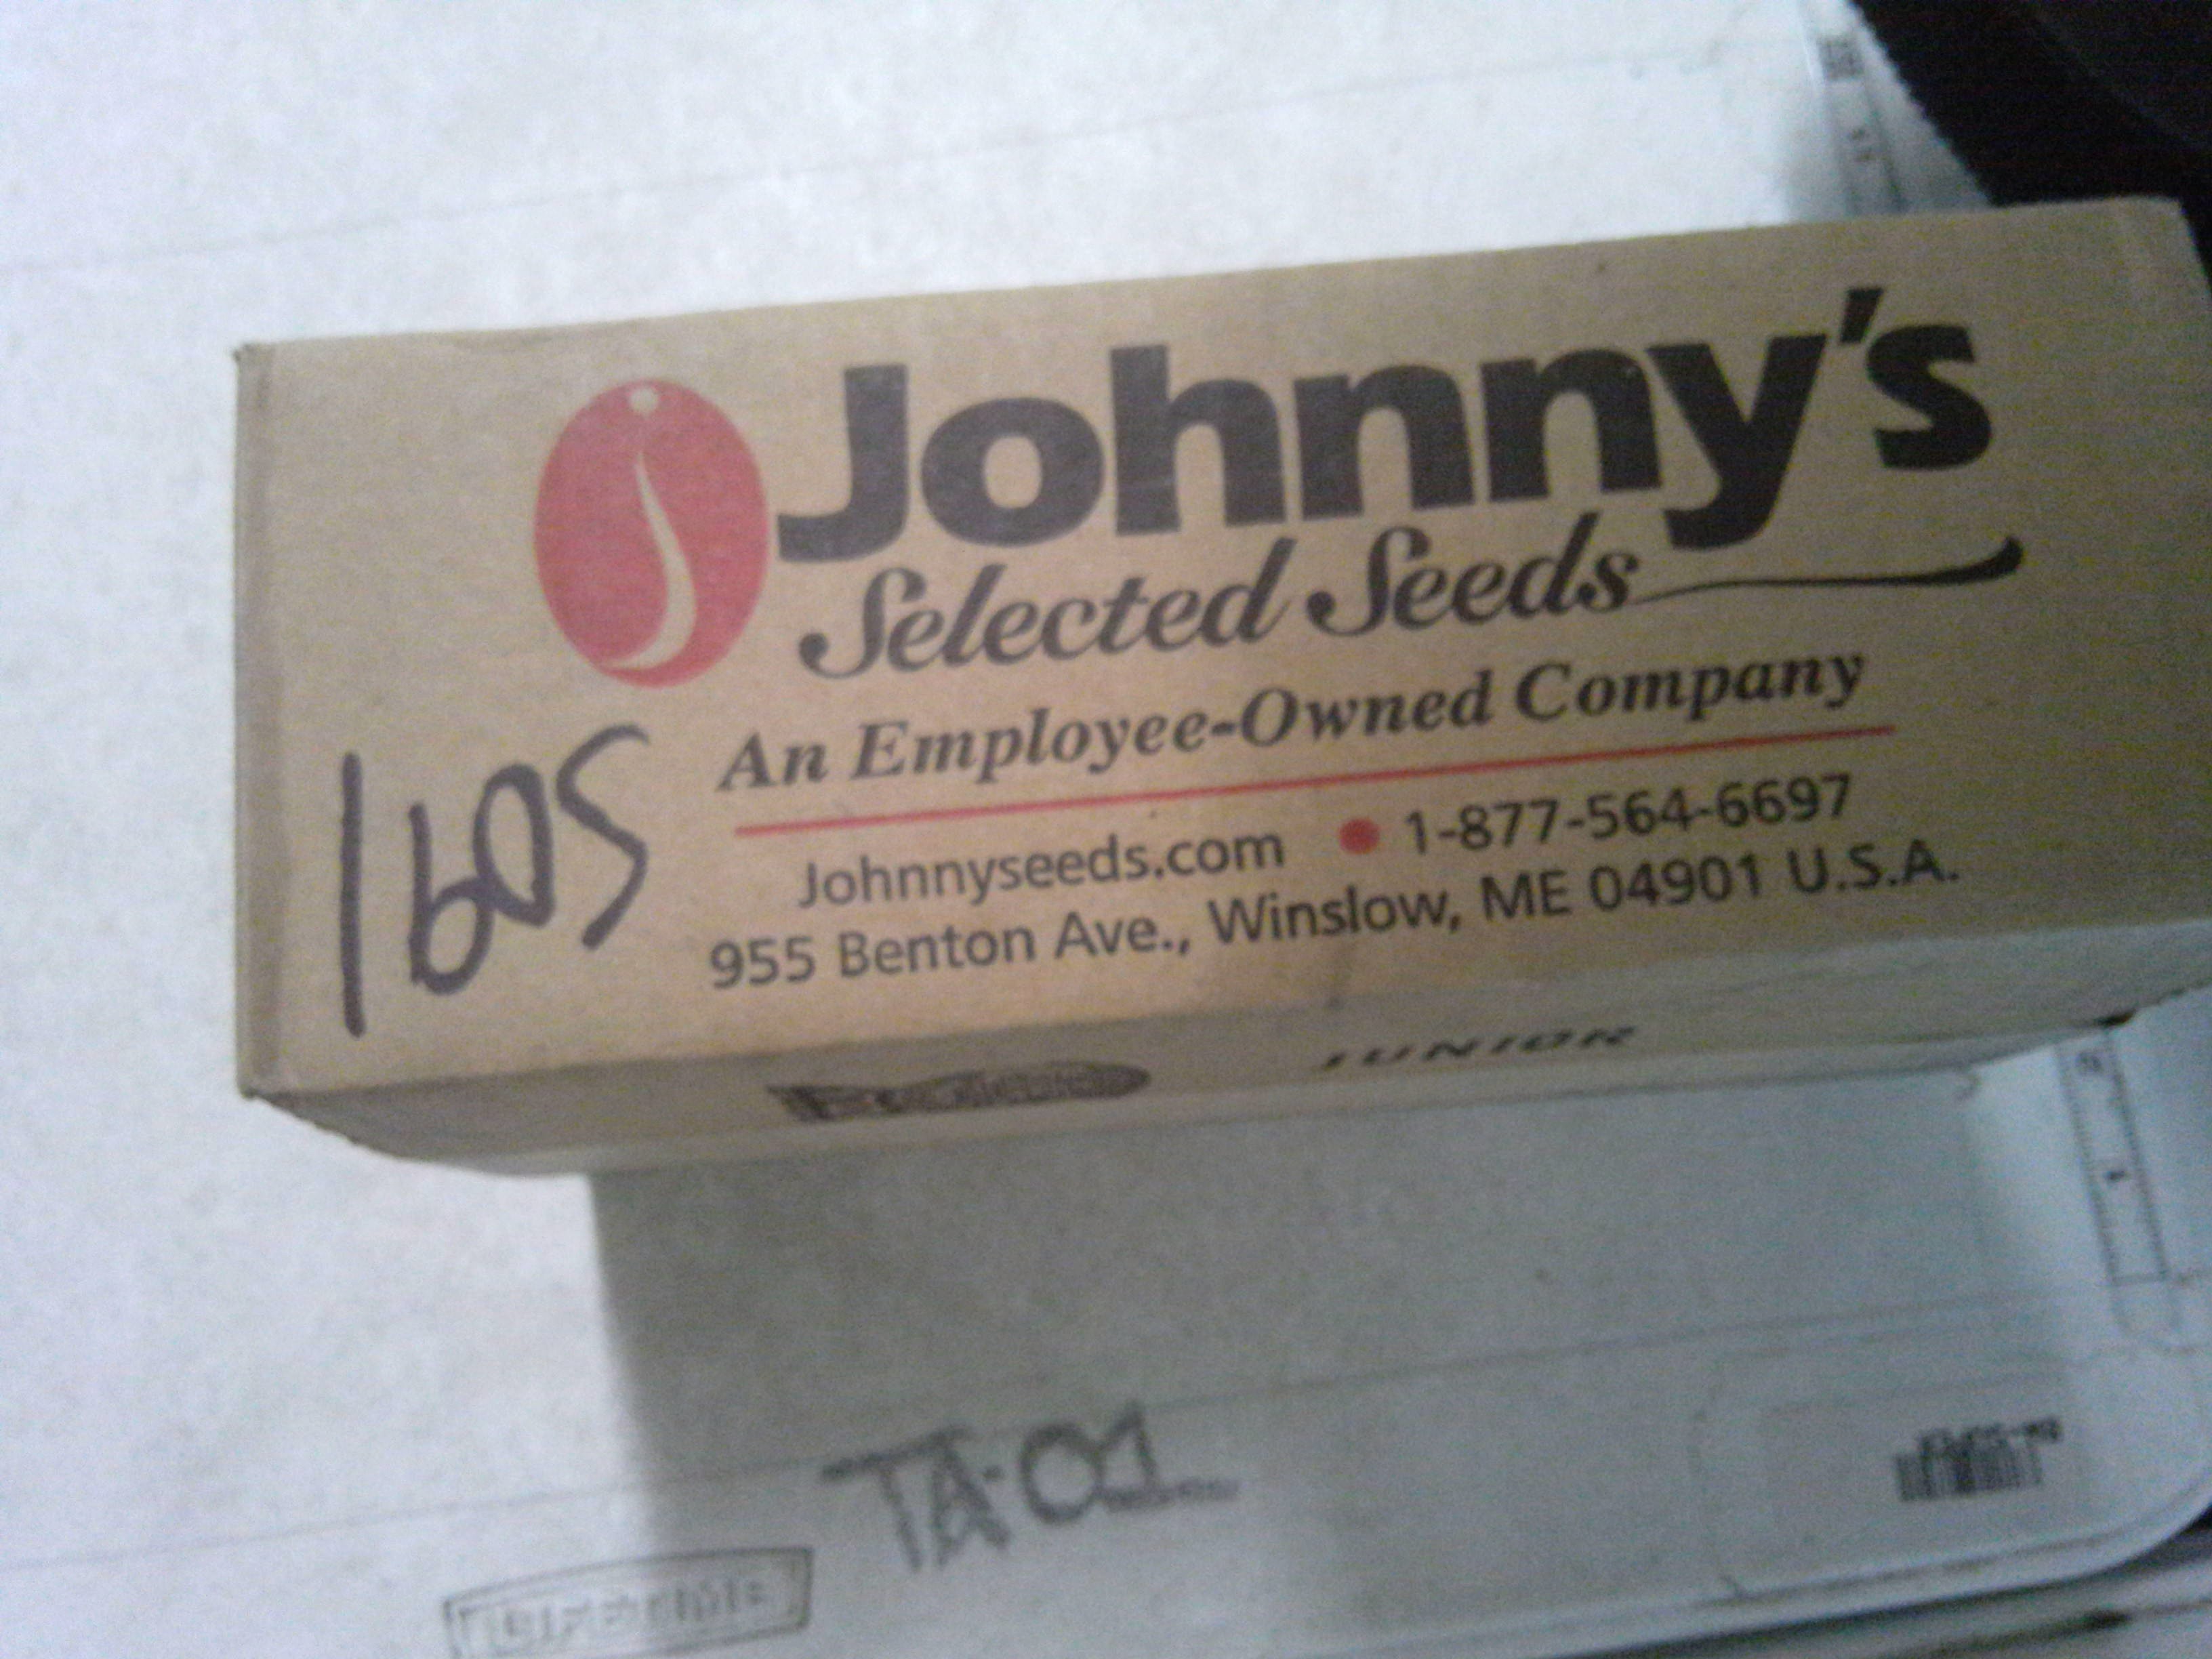 Johnny's
Selected Seeds
An Employee-Owned Company
1605
Johnnyseeds.com • 1-877-564-6697
955 Benton Ave., Winslow, ME 04901 U.S.A.
JUNIOR
TA-01
LIFETIME